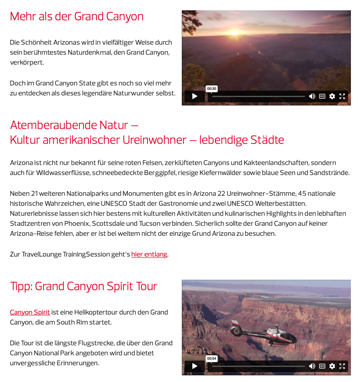 Mehr als der Grand Canyon
Die Schönheit Arizonas wird in vielfältiger Weise durch
sein berühmtestes Naturdenkmal, den Grand Canyon,
verkörpert.
Doch im Grand Canyon State gibt es noch so viel mehr
zu entdecken als dieses legendäre Naturwunder selbst.
00:30
Atemberaubende Natur –
Kultur amerikanischer Ureinwohner – lebendige Städte
Arizona ist nicht nur bekannt für seine roten Felsen, zerklüfteten Canyons und Kakteenlandschaften, sondern
auch für Wildwasserflüsse, schneebedeckte Berggipfel, riesige Kiefernwälder sowie blaue Seen und Sandstrände.
Neben 21 weiteren Nationalparks und Monumenten gibt es in Arizona 22 Ureinwohner-Stämme, 45 nationale
historische Wahrzeichen, eine UNESCO Stadt der Gastronomie und zwei UNESCO Welterbestätten.
Naturerlebnisse lassen sich hier bestens mit kulturellen Aktivitäten und kulinarischen Highlights in den lebhaften
Stadtzentren von Phoenix, Scottsdale und Tucson verbinden. Sicherlich sollte der Grand Canyon auf keiner
Arizona-Reise fehlen, aber er ist bei weitem nicht der einzige Grund Arizona zu besuchen.
Zur TravelLounge TrainingSession geht's hier entlang.
Tipp: Grand Canyon Spirit Tour
Canyon Spirit ist eine Helikoptertour durch den Grand
Canyon, die am South Rim startet.
Die Tour ist die längste Flugstrecke, die über den Grand
Canyon National Park angeboten wird und bietet
unvergessliche Erinnerungen.
00:54